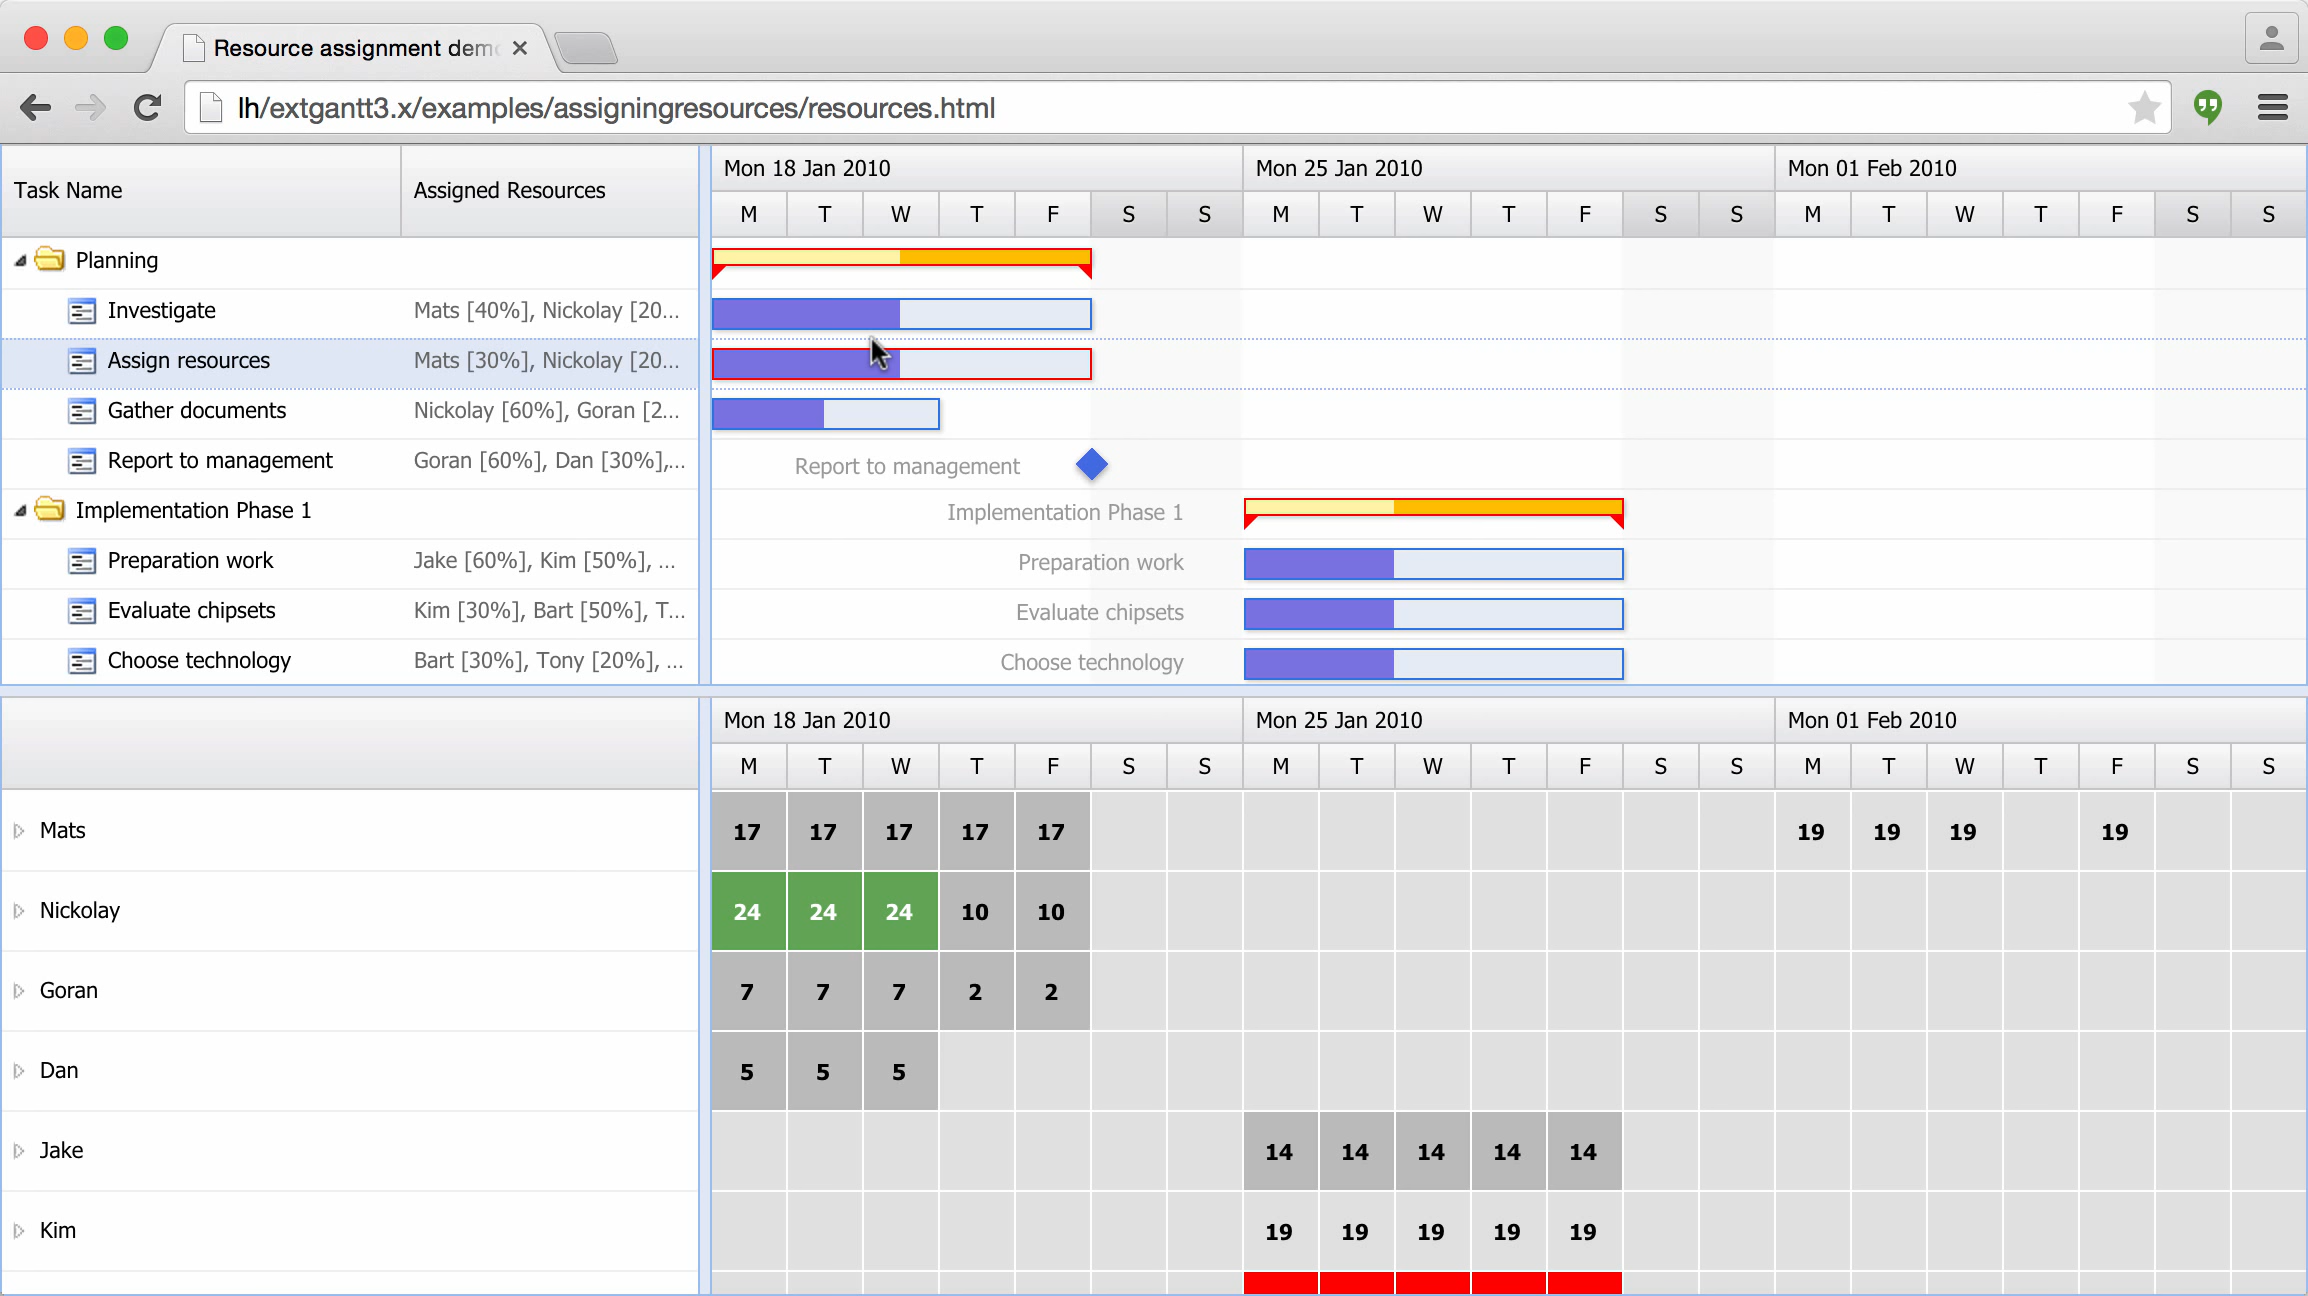 Resource assignment demo
lh/extgantt3.x/examples/assigningresources/resources.html
Task Name Assigned Resources Mon 18 Jan 2010 Mon 25 Jan 2010 Mon 01 Feb 2010
M T W T F S S M T W T F S S M T W T F S S
Planning
Investigate Mats [40%], Nickolay [20...
Assign resources Mats [30%], Nickolay [20...
Gather documents Nickolay [60%], Goran [2...
Report to management Goran [60%], Dan [30%],... Report to management
Implementation Phase 1 Implementation Phase 1
Preparation work Jake [60%], Kim [50%], ... Preparation work
Evaluate chipsets Kim [30%], Bart [50%], T... Evaluate chipsets
Choose technology Bart [30%], Tony [20%], ... Choose technology
Mon 18 Jan 2010 Mon 25 Jan 2010 Mon 01 Feb 2010
M T W T F S S M T W T F S S M T W T F S S
Mats 17 17 17 17 17 19 19 19 19
Nickolay 24 24 24 10 10
Goran 7 7 7 2 2
Dan 5 5 5
Jake 14 14 14 14 14
Kim 19 19 19 19 19